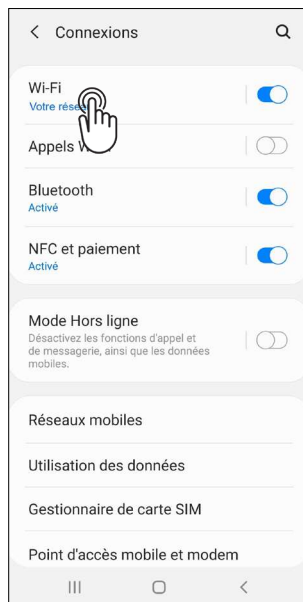 Connexions
Wi-Fi
Votre
Appels
Bluetooth
Activé
NFC et paiement
Activé
Mode Hors ligne
Désactivez les fonctions d'appel et
de messagerie, ainsi que les données
mobiles.
Réseaux mobiles
Utilisation des données
Gestionnaire de carte SIM
Point d'accès mobile et modem